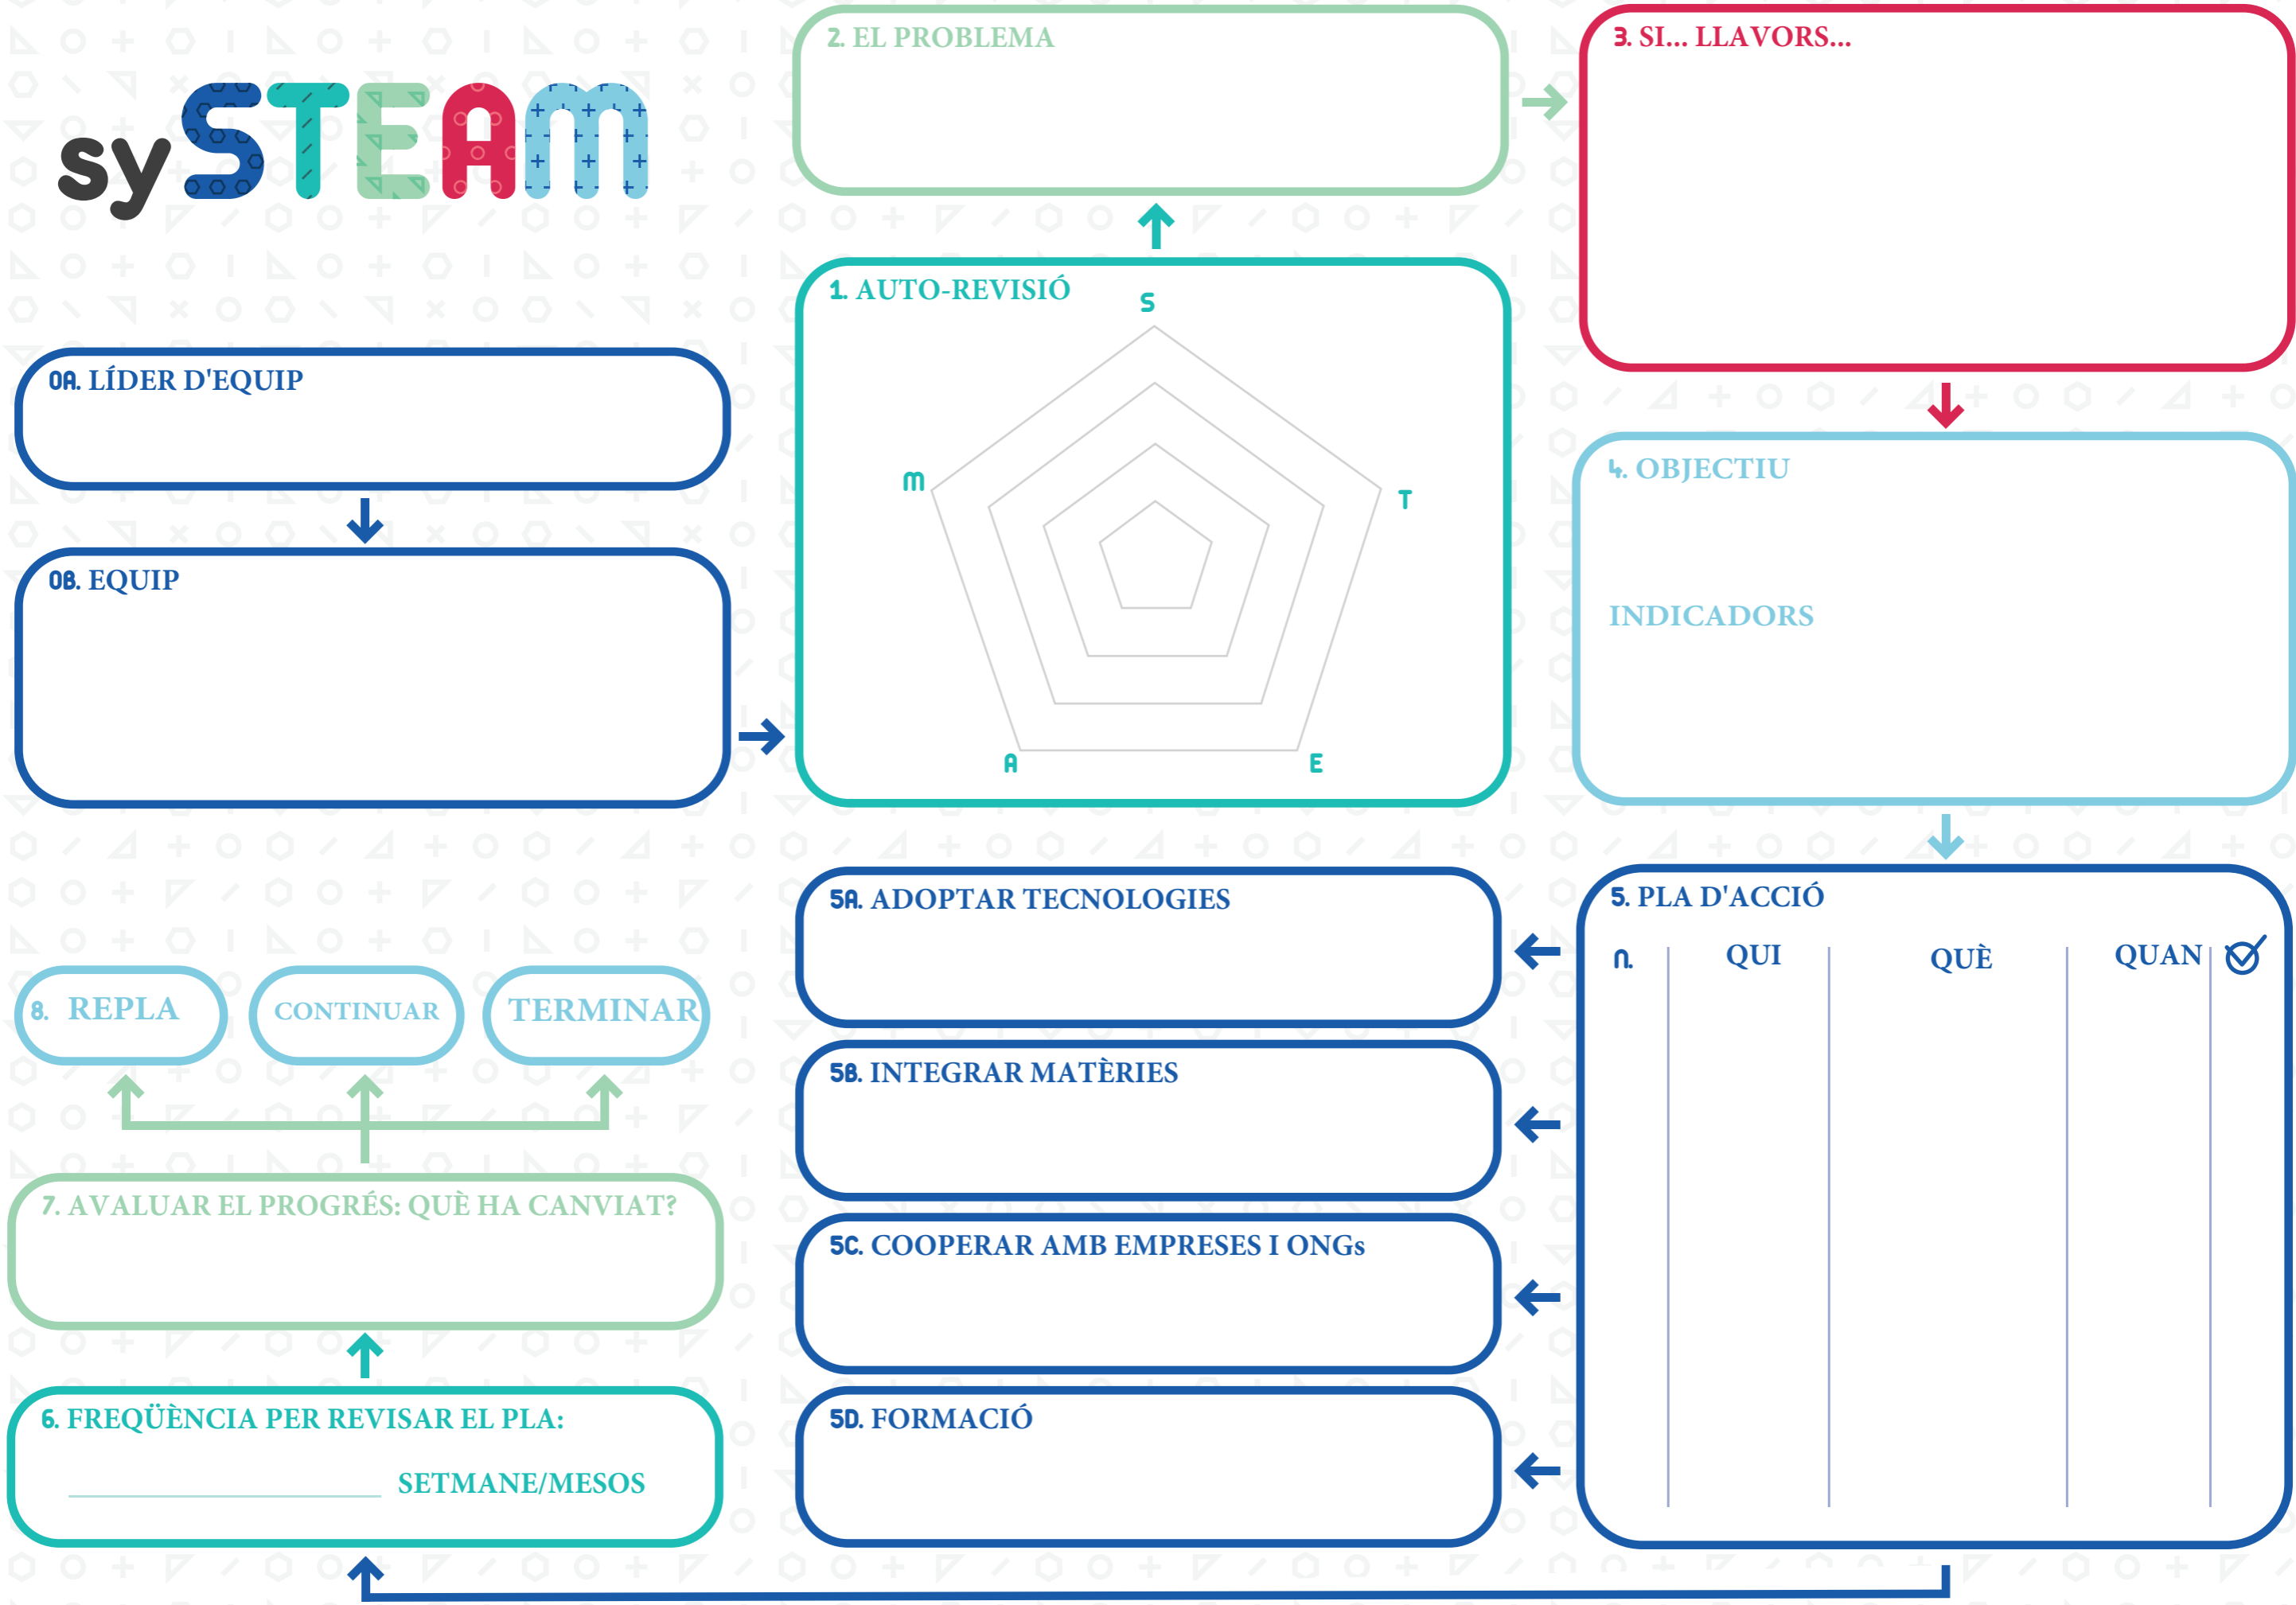 sySTEAM
0A. LÍDER D'EQUIP
0B. EQUIP
1. AUTO-REVISIÓ
S
T
E
A
M
2. EL PROBLEMA
3. SI... LLAVORS...
4. OBJECTIU
INDICADORS
5. PLA D'ACCIÓ
n. QUI QUÈ QUAN
5A. ADOPTAR TECNOLOGIES
5B. INTEGRAR MATÈRIES
5C. COOPERAR AMB EMPRESES I ONGs
5D. FORMACIÓ
6. FREQÜÈNCIA PER REVISAR EL PLA:
SETMANE/MESOS
7. AVALUAR EL PROGRÉS: QUÈ HA CANVIAT?
8. REPLA CONTINUAR TERMINAR